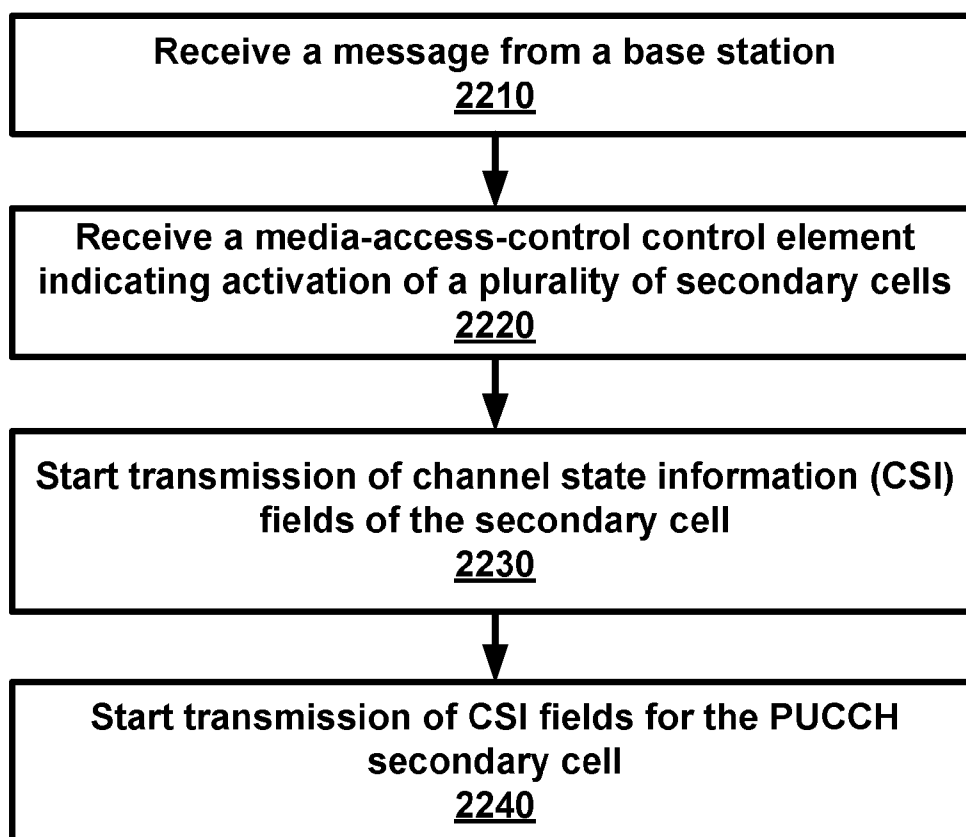 Receive a message from a base station
2210
Receive a media-access-control control element
indicating activation of a plurality of secondary cells
2220
Start transmission of channel state information (CSI)
fields of the secondary cell
2230
Start transmission of CSI fields for the PUCCH
secondary cell
2240